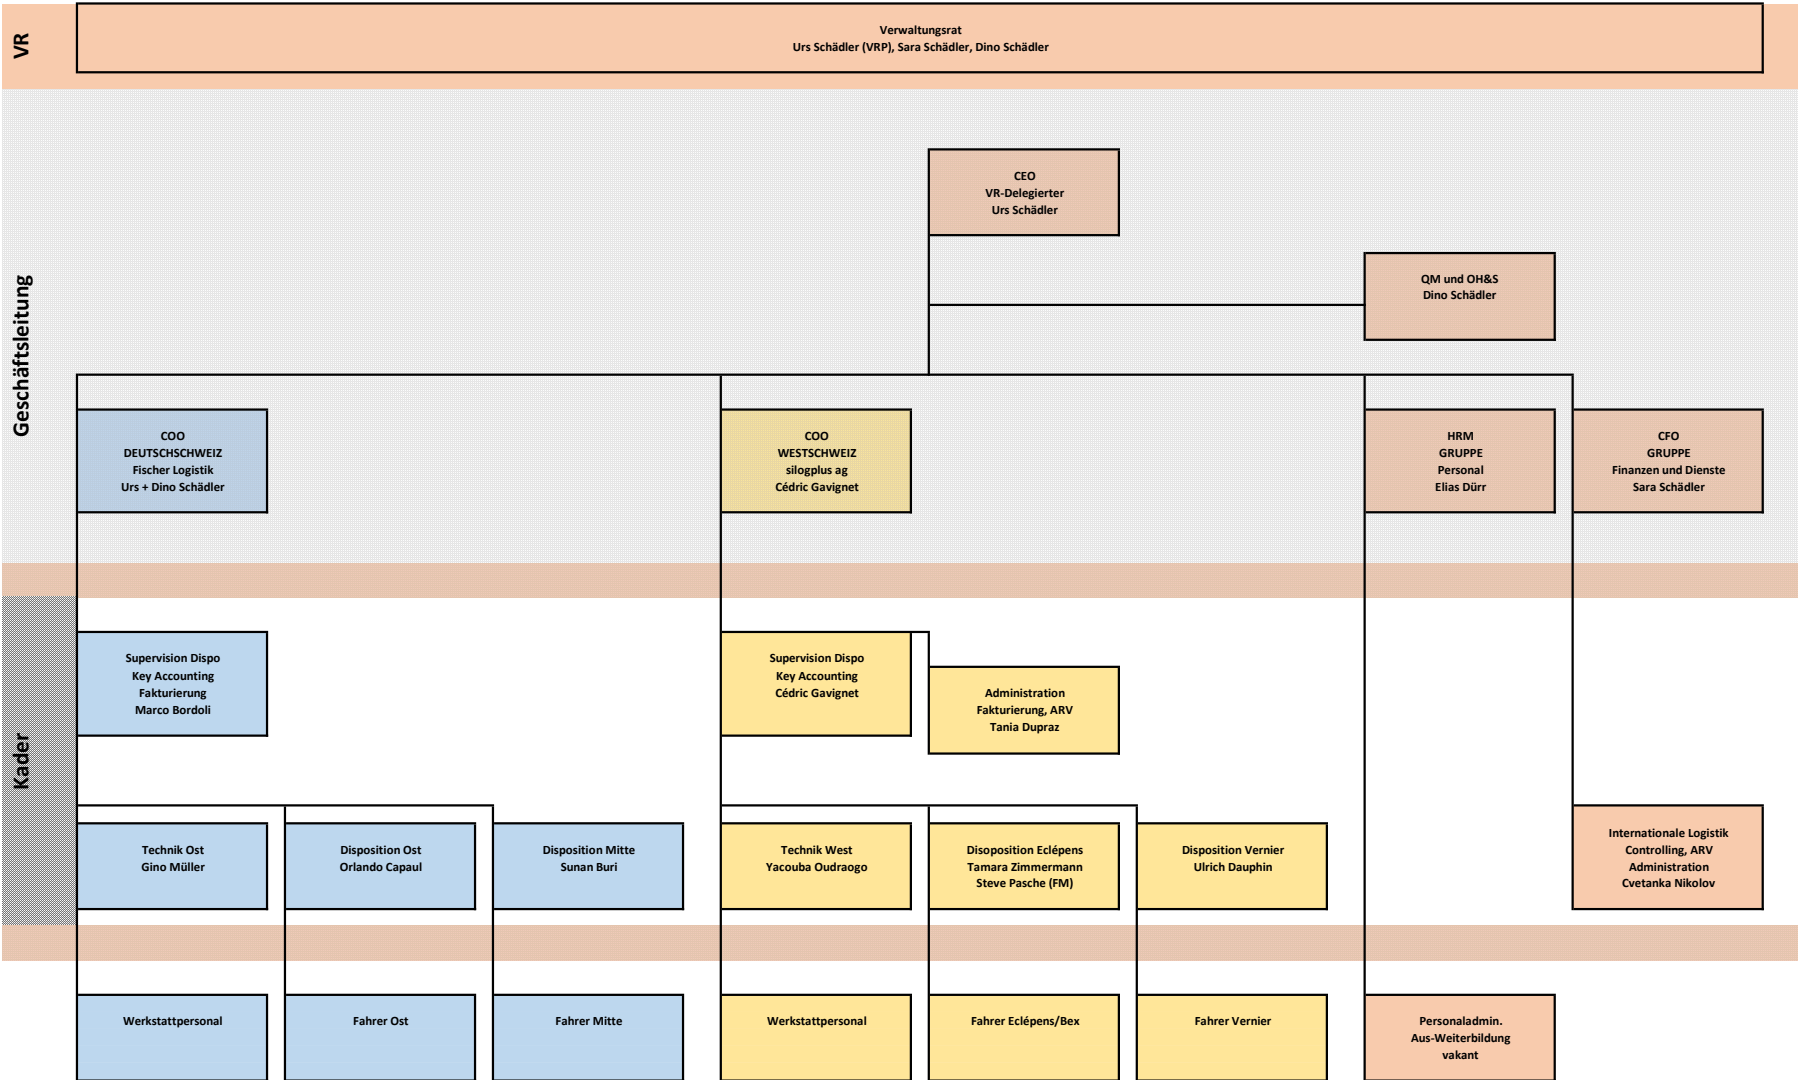 VR
Verwaltungsrat
Urs Schädler (VRP), Sara Schädler, Dino Schädler
Geschäftsleitung
CEO
VR-Delegierter
Urs Schädler
QM und OH&S
Dino Schädler
COO
DEUTSCHSCHWEIZ
Fischer Logistik
Urs + Dino Schädler
COO
WESTSCHWEIZ
silogplus ag
Cédric Gavignet
HRM
GRUPPE
Personal
Elias Dürr
CFO
GRUPPE
Finanzen und Dienste
Sara Schädler
Kader
Supervision Dispo
Key Accounting
Fakturierung
Marco Bordoli
Supervision Dispo
Key Accounting
Cédric Gavignet
Administration
Fakturierung, ARV
Tania Dupraz
Technik Ost
Gino Müller
Disposition Ost
Orlando Capaul
Disposition Mitte
Sunan Buri
Technik West
Yacouba Oudraogo
Disoposition Eclépens
Tamara Zimmermann
Steve Pasche (FM)
Disposition Vernier
Ulrich Dauphin
Internationale Logistik
Controlling, ARV
Administration
Cvetanka Nikolov
Werkstattpersonal
Fahrer Ost
Fahrer Mitte
Werkstattpersonal
Fahrer Eclépens/Bex
Fahrer Vernier
Personaladmin.
Aus-Weiterbildung
vakant